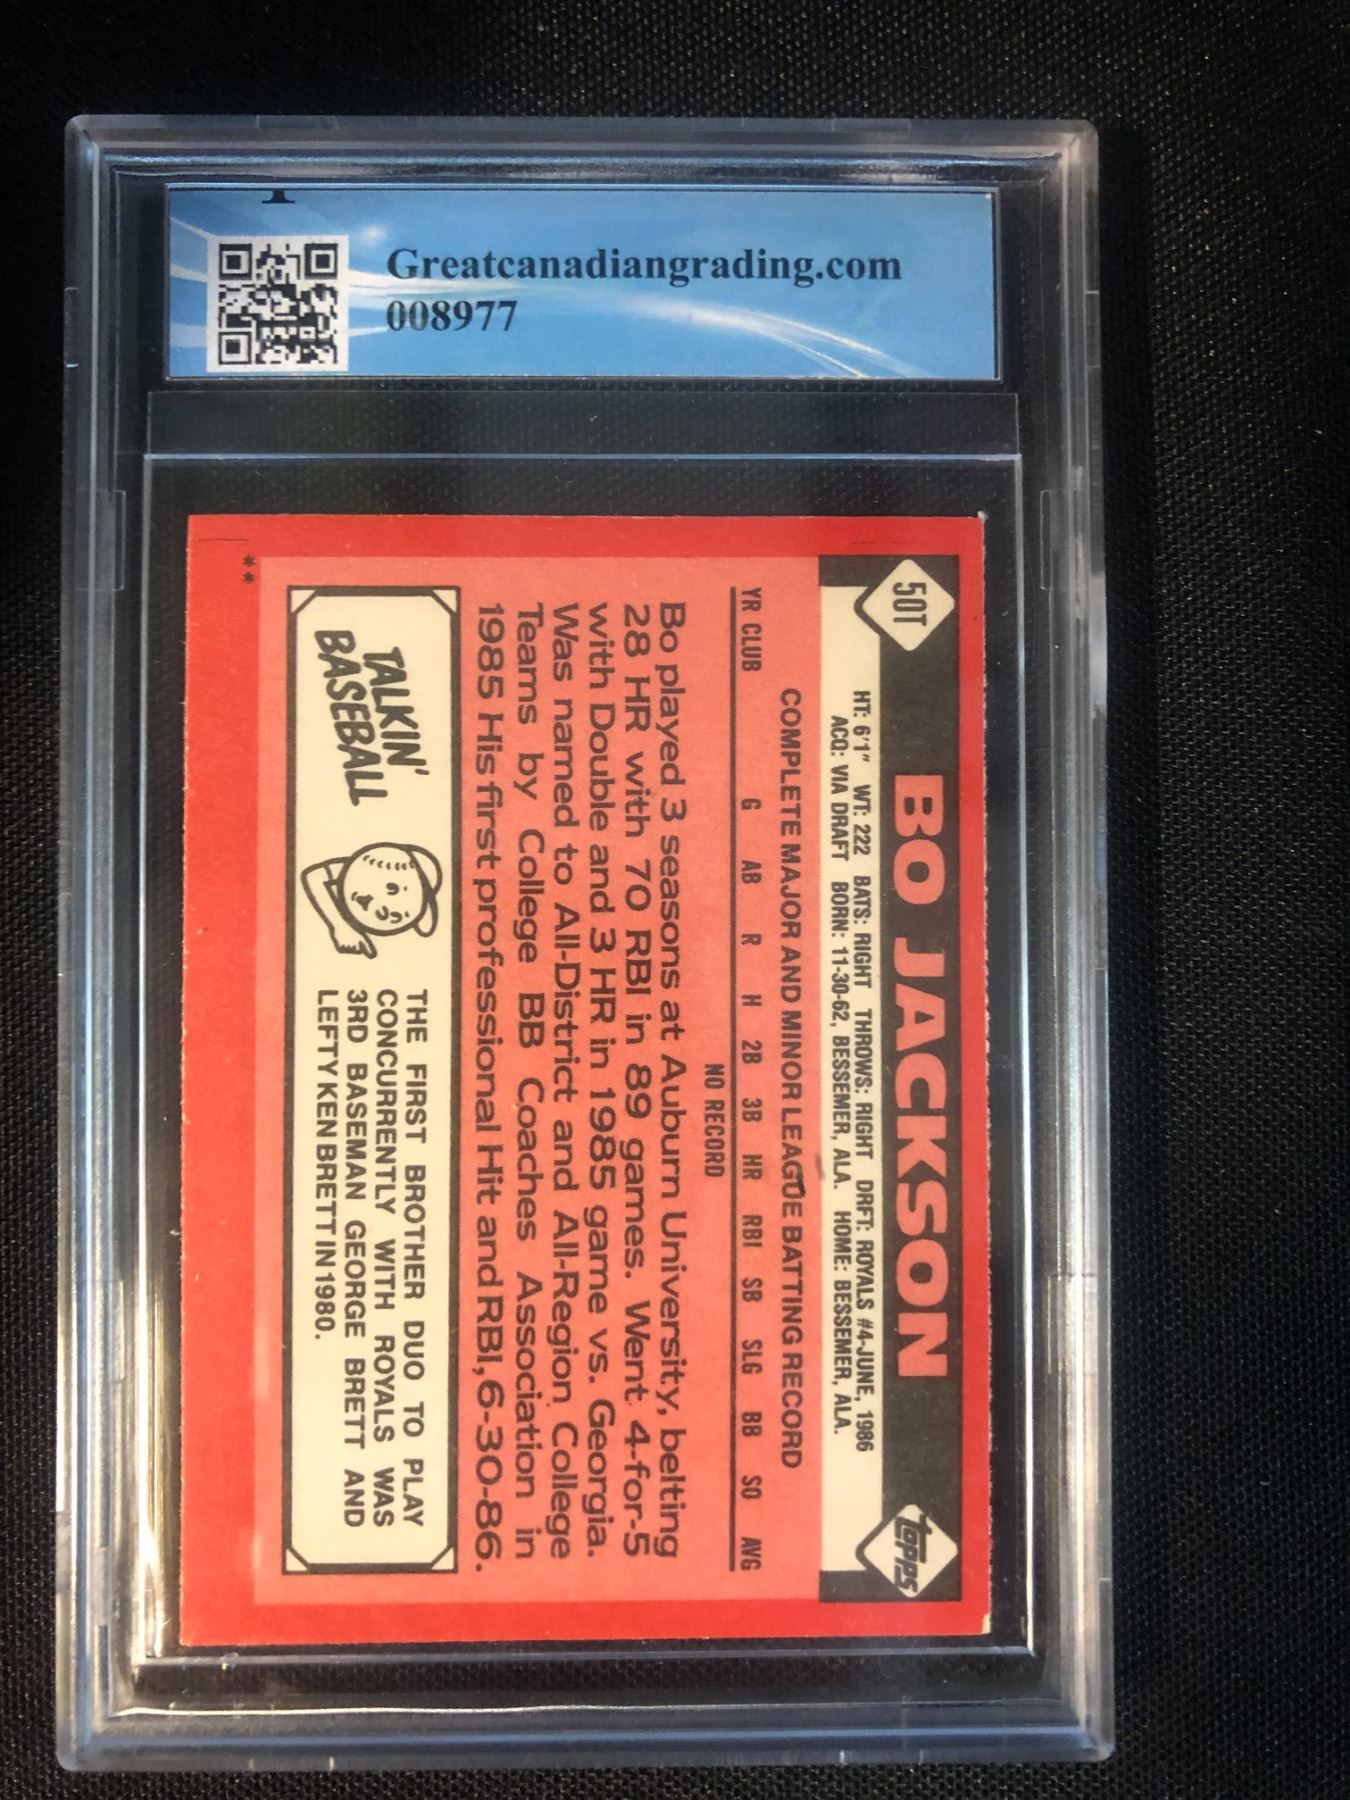 Greatcanadiangrading.com
008977
50T
BO JACKSON
topps
HT: 6'1" WT: 222 BATS: RIGHT THROWS: RIGHT DRFT: ROYALS #4-JUNE, 1986
ACQ: VIA DRAFT BORN: 11-30-62, BESSEMER, ALA. HOME: BESSEMER, ALA.
COMPLETE MAJOR AND MINOR LEAGUE BATTING RECORD
YR CLUB G AB R H 2B 3B HR RBI SB SLG BB SO AVG
NO RECORD
Bo played 3 seasons at Auburn University, belting
28 HR with 70 RBI in 89 games. Went 4-for-5
with Double and 3 HR in 1985 game vs. Georgia.
Was named to All-District and All-Region College
Teams by College BB Coaches Association in
1985 His first professional Hit and RBI, 6-30-86.
TALKIN'
BASEBALL
THE FIRST BROTHER DUO TO PLAY
CONCURRENTLY WITH ROYALS WAS
3RD BASEMAN GEORGE BRETT AND
LEFTY KEN BRETT IN 1980.
**